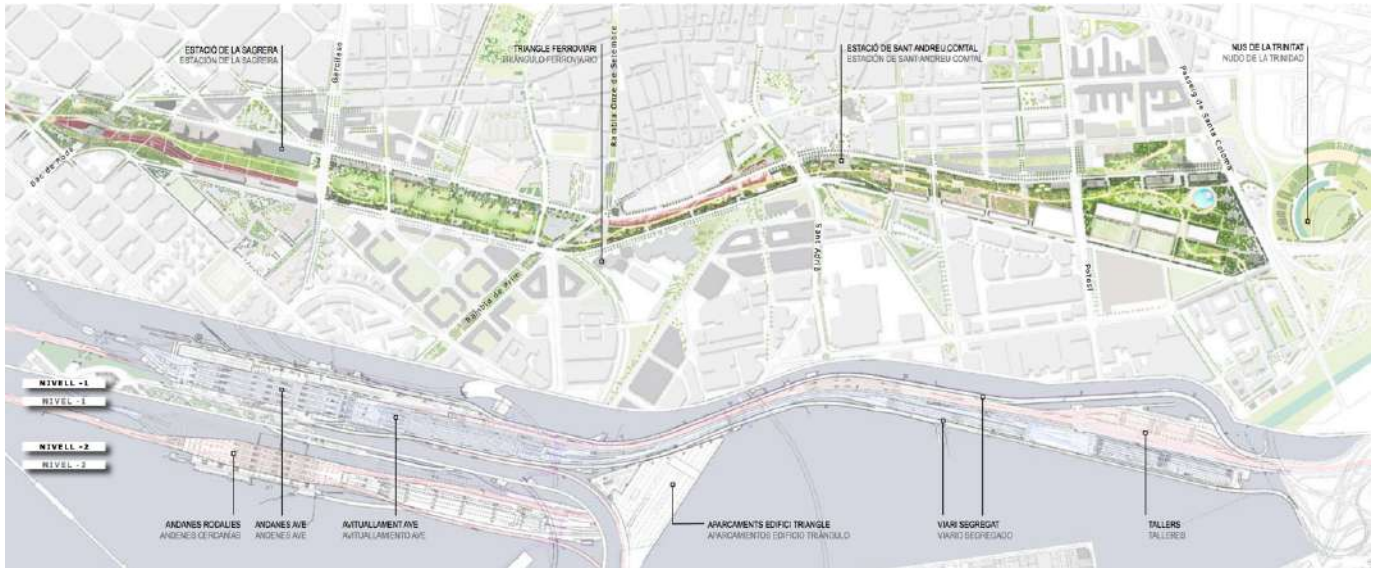 ESTACIÓ DE LA SAGRERA
ESTACIÓN DE LA SAGRERA
Garcilaso
TRIANGLE FERROVIARI
TRIÁNGULO FERROVIARIO
Rambla Onze de Setembre
ESTACIÓ DE SANT ANDREU COMTAL
ESTACIÓN DE SANT ANDREU COMTAL
Passeig de Santa Coloma
NUS DE LA TRINITAT
NUDO DE LA TRINIDAD
Bac de Roda
Rambla de Prim
Sant Adrià
Potosí
NIVELL -1
NIVEL -1
NIVELL -2
NIVEL -2
ANDANES RODALIES
ANDENES CERCANÍAS
ANDANES AVE
ANDENES AVE
AVITUALLAMENT AVE
AVITUALLAMIENTO AVE
APARCAMENTS EDIFICI TRIANGLE
APARCAMIENTOS EDIFICIO TRIÁNGULO
VIARI SEGREGAT
VIARIO SEGREGADO
TALLERS
TALLERES